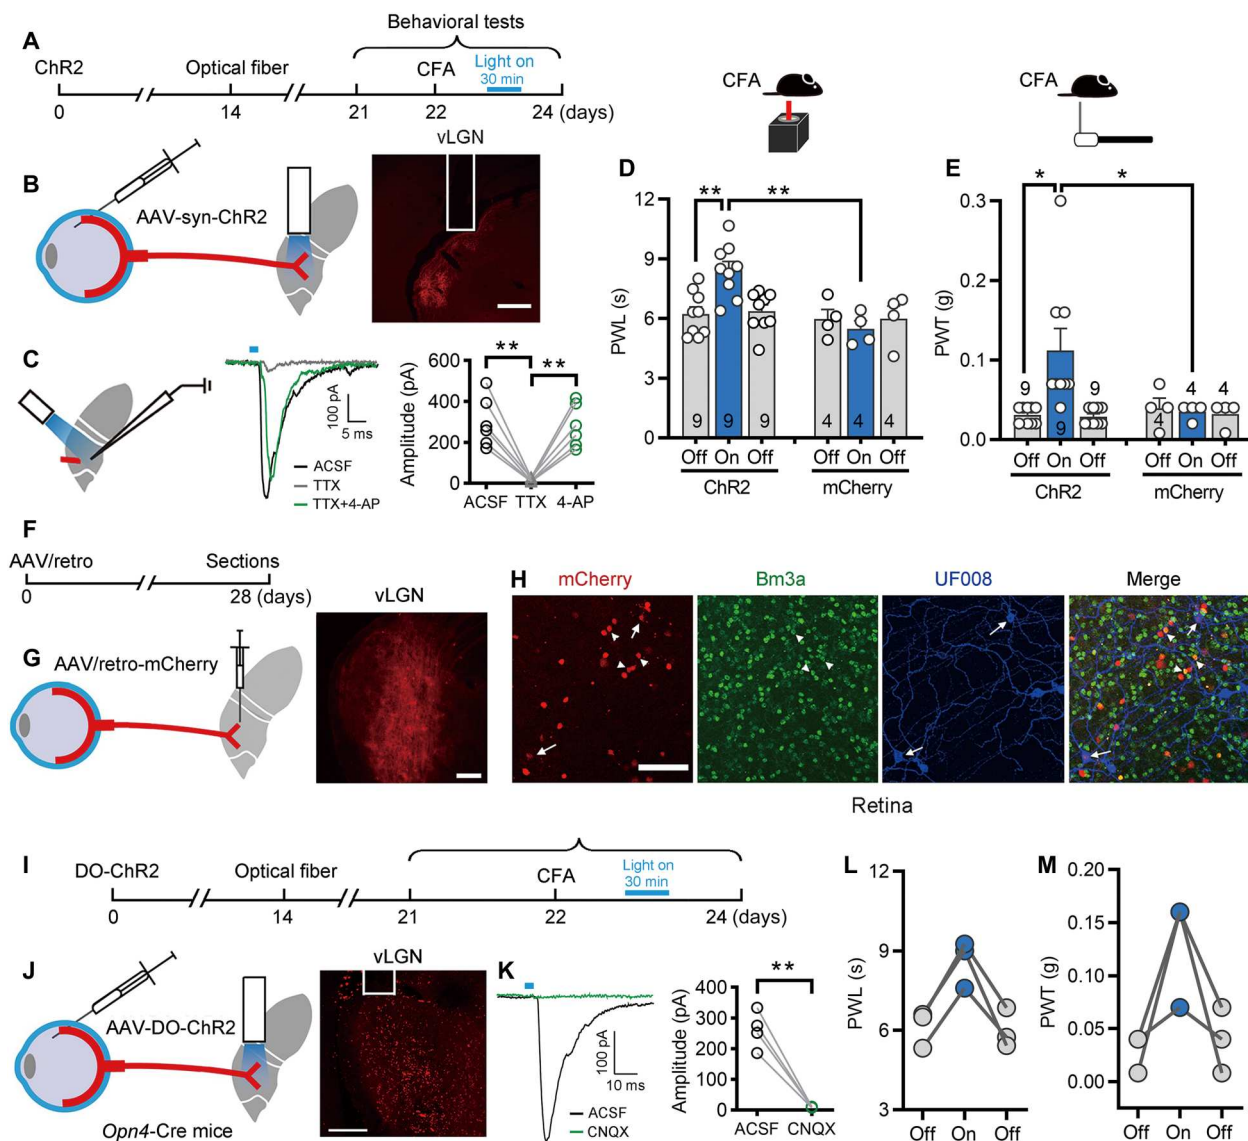 A
Behavioral tests
ChR2
Optical fiber
CFA
Light on
30 min
0
14
21
22
24 (days)
B
AAV-syn-ChR2
vLGN
C
100 pA
5 ms
ACSF
TTX
TTX+4-AP
Amplitude (pA)
600
400
200
0
** **
ACSF TTX 4-AP
CFA
D
PWL (s)
12
9
6
3
0
** **
9 9 9 4 4 4
Off On Off Off On Off
ChR2 mCherry
CFA
E
PWT (g)
0.3
0.2
0.1
0.0
* *
9 9 9 4 4 4
Off On Off Off On Off
ChR2 mCherry
F
AAV/retro
Sections
0
28 (days)
G
AAV/retro-mCherry
vLGN
H
mCherry
Bm3a
UF008
Merge
Retina
I
DO-ChR2
Optical fiber
CFA
Light on
30 min
0
14
21
22
24 (days)
J
AAV-DO-ChR2
Opn4-Cre mice
vLGN
K
100 pA
10 ms
ACSF
CNQX
Amplitude (pA)
400
300
200
100
0
**
ACSF CNQX
L
PWL (s)
12
9
6
3
Off On Off
M
PWT (g)
0.20
0.15
0.10
0.05
0.00
Off On Off